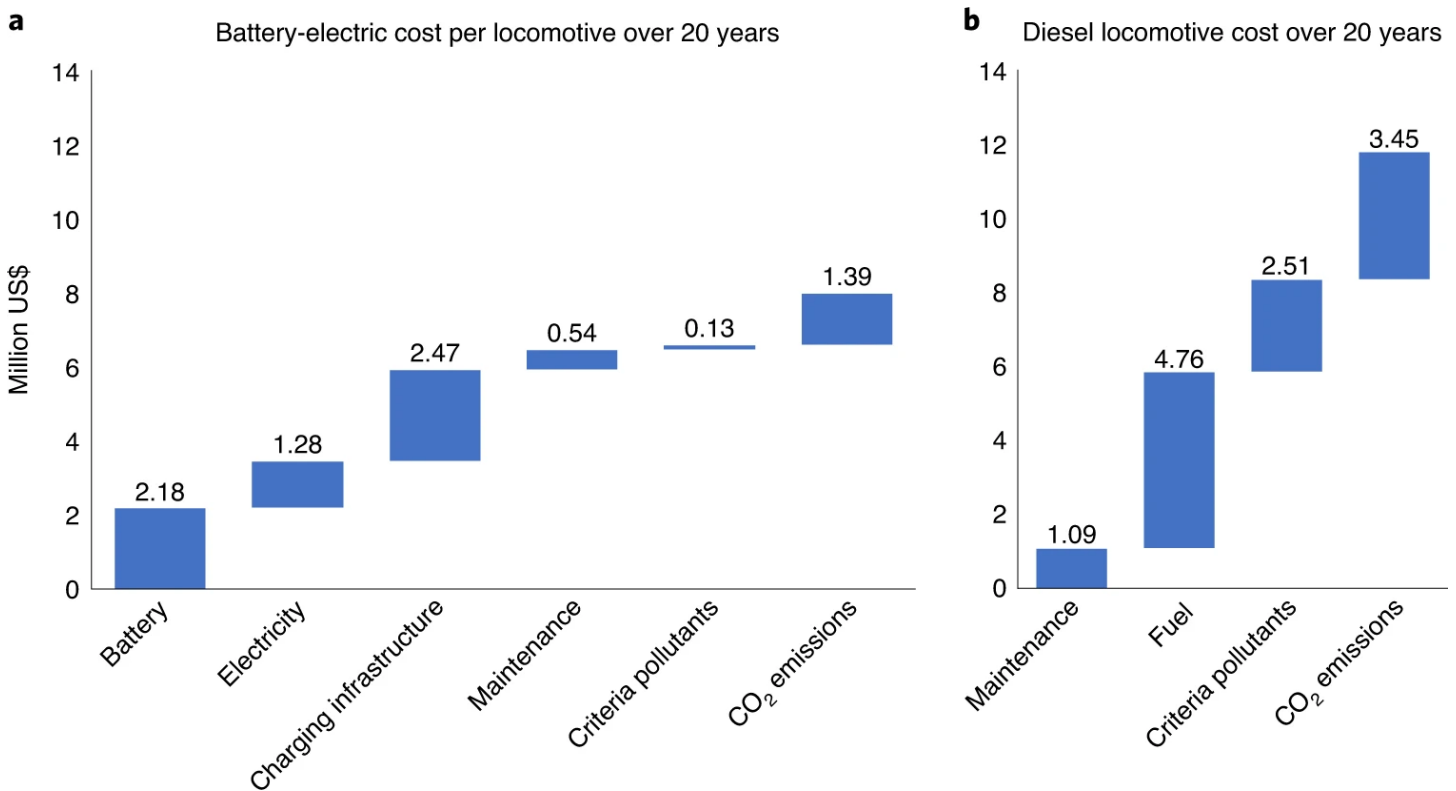 a
Battery-electric cost per locomotive over 20 years
Million US$
14
12
10
8
6
4
2
0
2.18
1.28
2.47
0.54
0.13
1.39
Battery
Electricity
Charging infrastructure
Maintenance
Criteria pollutants
CO₂ emissions
b
Diesel locomotive cost over 20 years
14
12
10
8
6
4
2
0
1.09
4.76
2.51
3.45
Maintenance
Fuel
Criteria pollutants
CO₂ emissions